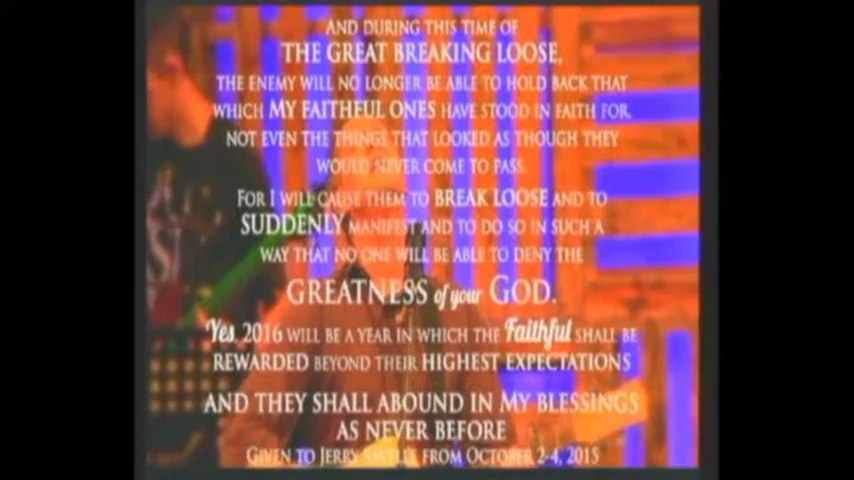 AND DURING THIS TIME OF
THE GREAT BREAKING LOOSE,
THE ENEMY WILL NO LONGER BE ABLE TO HOLD BACK THAT
WHICH MY FAITHFUL ONES HAVE STOOD IN FAITH FOR,
NOT EVEN THE THINGS THAT LOOKED AS THOUGH THEY
WOULD NEVER COME TO PASS.
FOR I WILL CAUSE THEM TO BREAK LOOSE AND TO
SUDDENLY MANIFEST AND TO DO SO IN SUCH A
WAY THAT NO ONE WILL BE ABLE TO DENY THE
GREATNESS of your GOD.
Yes, 2016 WILL BE A YEAR IN WHICH THE Faithful SHALL BE
REWARDED BEYOND THEIR HIGHEST EXPECTATIONS
AND THEY SHALL ABOUND IN MY BLESSINGS
AS NEVER BEFORE
GIVEN TO JERRY SAVELLE FROM OCTOBER 2-4, 2015